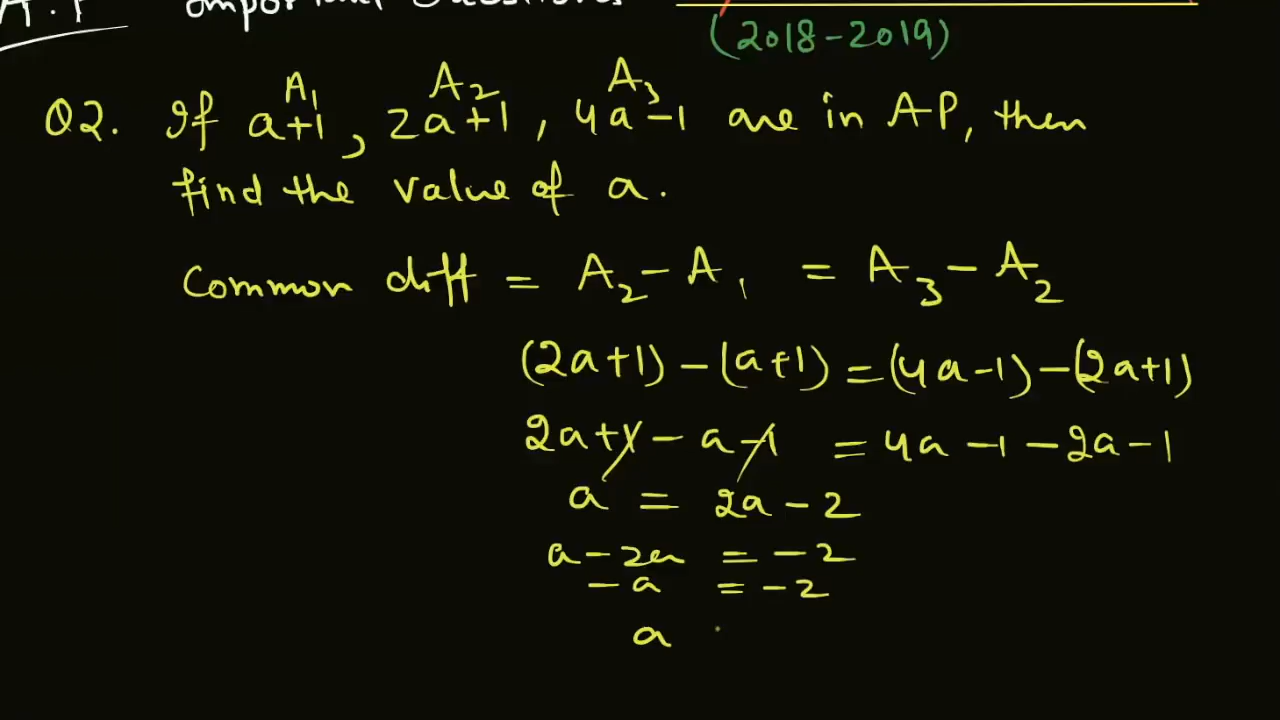 (2018-2019)
A1 A2 A3
Q2. If a+1, 2a+1, 4a-1 are in AP, then
find the value of a.
Common diff = A2 - A1 = A3 - A2
(2a+1) - (a+1) = (4a-1) - (2a+1)
2a+1 - a-1 = 4a -1 - 2a - 1
a = 2a - 2
a - 2a = -2
-a = -2
a